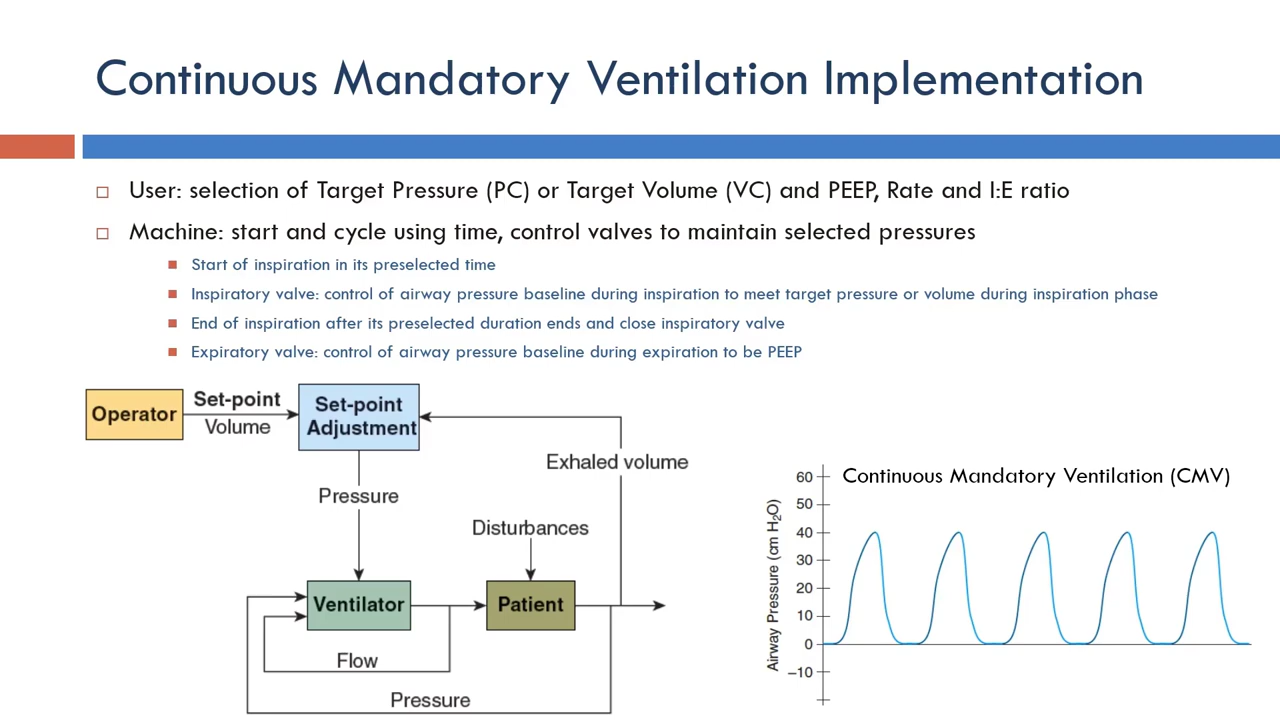 Continuous Mandatory Ventilation Implementation
User: selection of Target Pressure (PC) or Target Volume (VC) and PEEP, Rate and I:E ratio
Machine: start and cycle using time, control valves to maintain selected pressures
Start of inspiration in its preselected time
Inspiratory valve: control of airway pressure baseline during inspiration to meet target pressure or volume during inspiration phase
End of inspiration after its preselected duration ends and close inspiratory valve
Expiratory valve: control of airway pressure baseline during expiration to be PEEP
Operator
Set-point
Volume
Set-point
Adjustment
Exhaled volume
Pressure
Disturbances
Ventilator
Patient
Flow
Pressure
Continuous Mandatory Ventilation (CMV)
Airway Pressure (cm H₂O)
60
50
40
30
20
10
0
–10